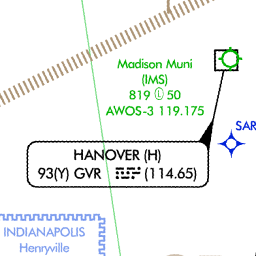 Madison Muni
(IMS)
819 Ⓛ 50
AWOS-3 119.175
SAR
HANOVER (H)
93(Y) GVR (114.65)
INDIANAPOLIS
Henryville